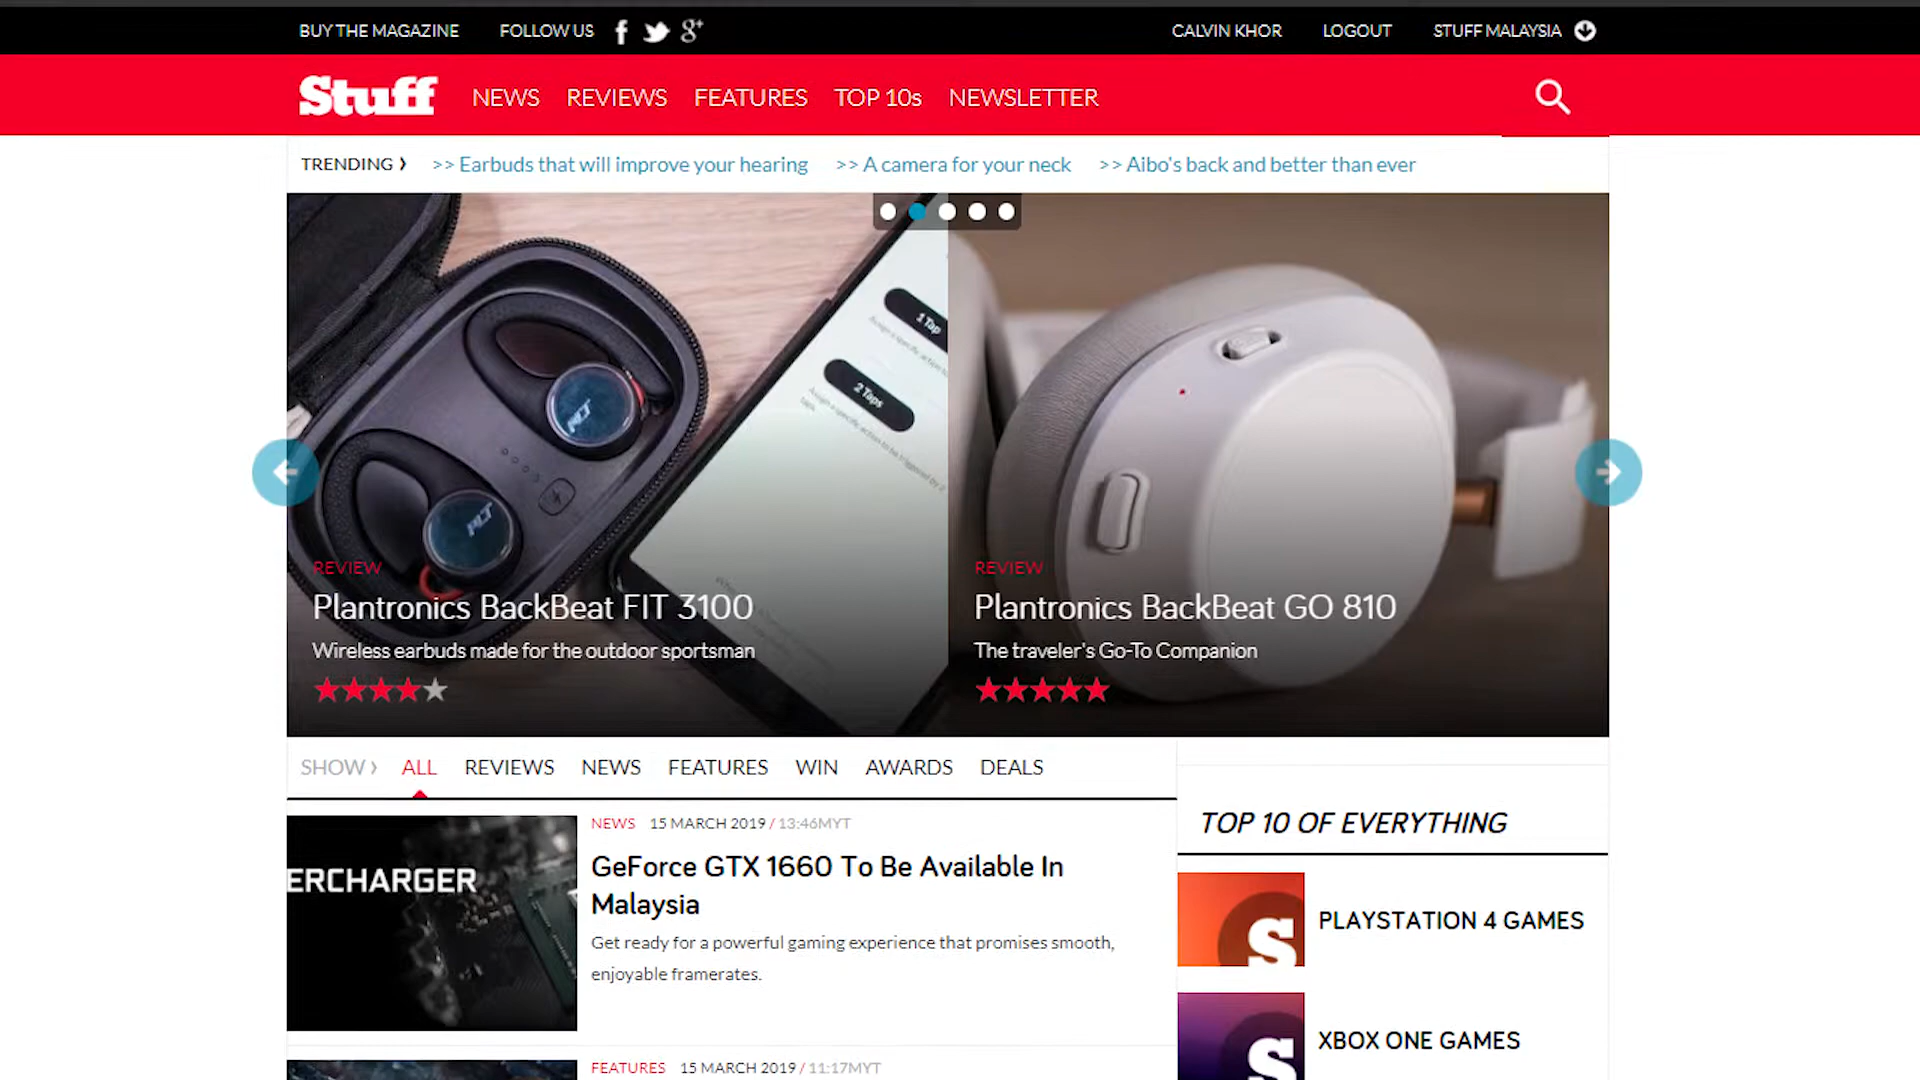 BUY THE MAGAZINE FOLLOW US CALVIN KHOR LOGOUT STUFF MALAYSIA
Stuff NEWS REVIEWS FEATURES TOP 10s NEWSLETTER
TRENDING › >> Earbuds that will improve your hearing >> A camera for your neck >> Aibo's back and better than ever
1 Tap
2 Taps
PLT
PLT
REVIEW
Plantronics BackBeat FIT 3100
Wireless earbuds made for the outdoor sportsman
REVIEW
Plantronics BackBeat GO 810
The traveler's Go-To Companion
SHOW › ALL REVIEWS NEWS FEATURES WIN AWARDS DEALS
ERCHARGER
NEWS 15 MARCH 2019 / 13:46MYT
GeForce GTX 1660 To Be Available In
Malaysia
Get ready for a powerful gaming experience that promises smooth,
enjoyable framerates.
FEATURES 15 MARCH 2019 / 11:17MYT
TOP 10 OF EVERYTHING
S
PLAYSTATION 4 GAMES
S
XBOX ONE GAMES